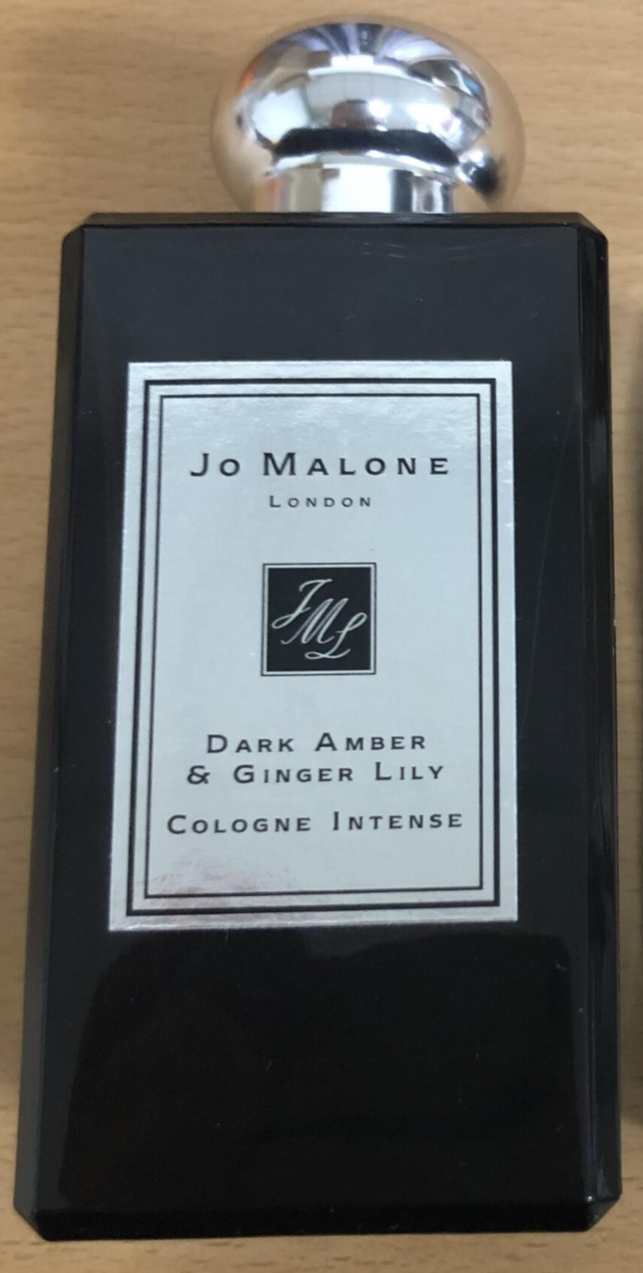 Jo Malone
London
JML
Dark Amber
& Ginger Lily
Cologne Intense